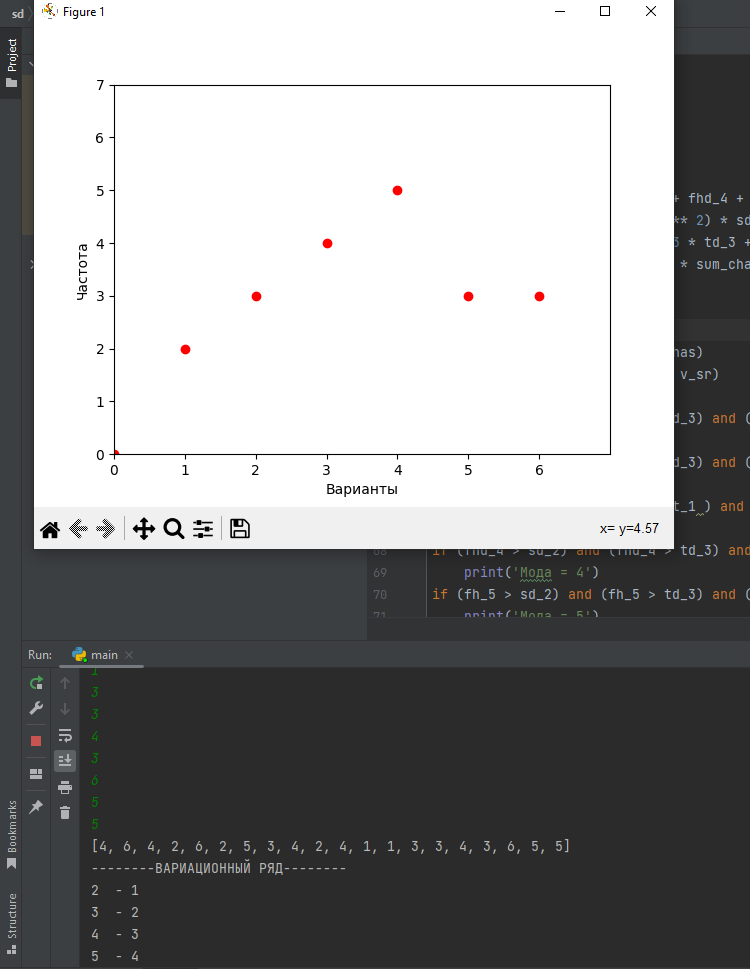 sd
Figure 1
Project
7
6
5
4
3
2
1
0
Частота
0 1 2 3 4 5 6
Варианты
x= y=4.57
+ fhd_4 +
** 2) * sd
3 * td_3 +
* sum_cha
has)
v_sr)
d_3) and (
d_3) and (
t_1 ) and
68 if (fhd_4 > sd_2) and (fhd_4 > td_3) and
69 print('Мода = 4')
70 if (fh_5 > sd_2) and (fh_5 > td_3) and (
71 print('Мода = 5')
Run: main
1
3
3
4
3
6
5
5
[4, 6, 4, 2, 6, 2, 5, 3, 4, 2, 4, 1, 1, 3, 3, 4, 3, 6, 5, 5]
--------ВАРИАЦИОННЫЙ РЯД--------
2 - 1
3 - 2
4 - 3
5 - 4
Bookmarks
Structure